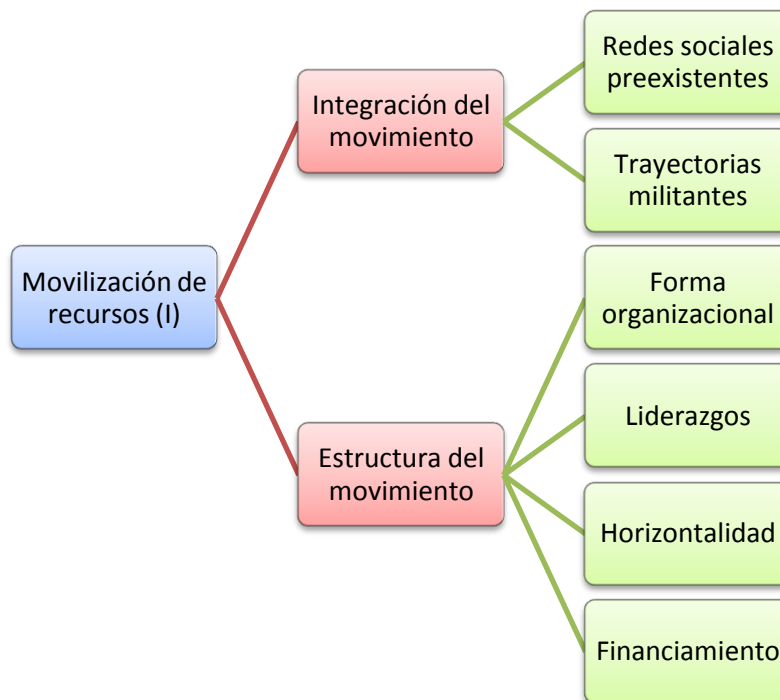 Redes sociales
preexistentes
Integración del
movimiento
Trayectorias
militantes
Movilización de
recursos (I)
Forma
organizacional
Liderazgos
Estructura del
movimiento
Horizontalidad
Financiamiento